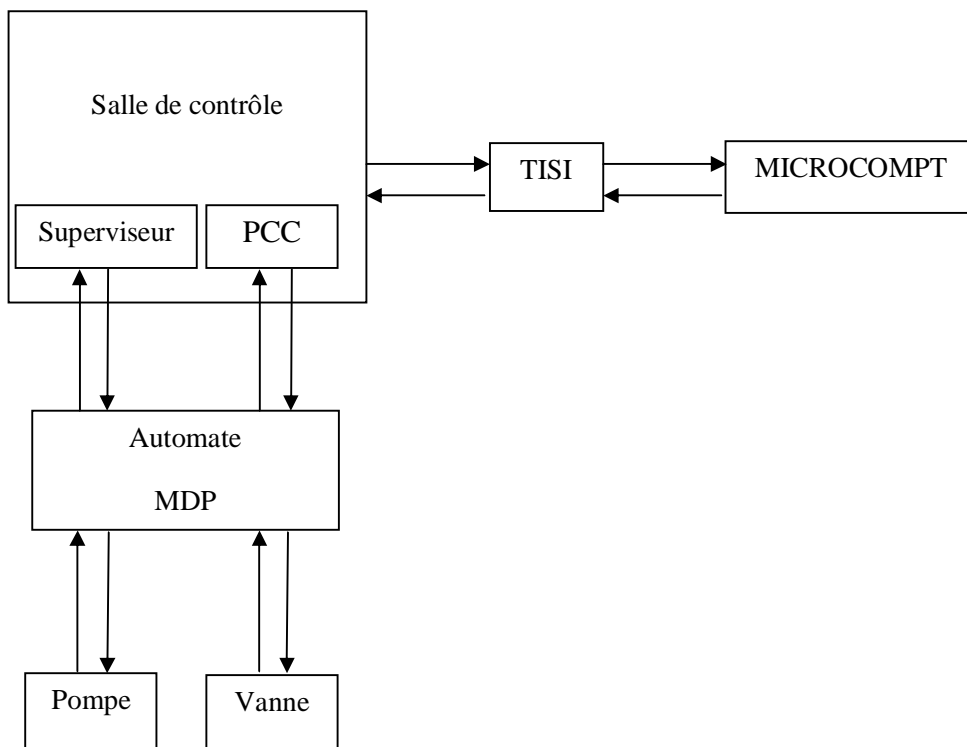 Salle de contrôle
TISI
MICROCOMPT
Superviseur
PCC
Automate
MDP
Pompe
Vanne